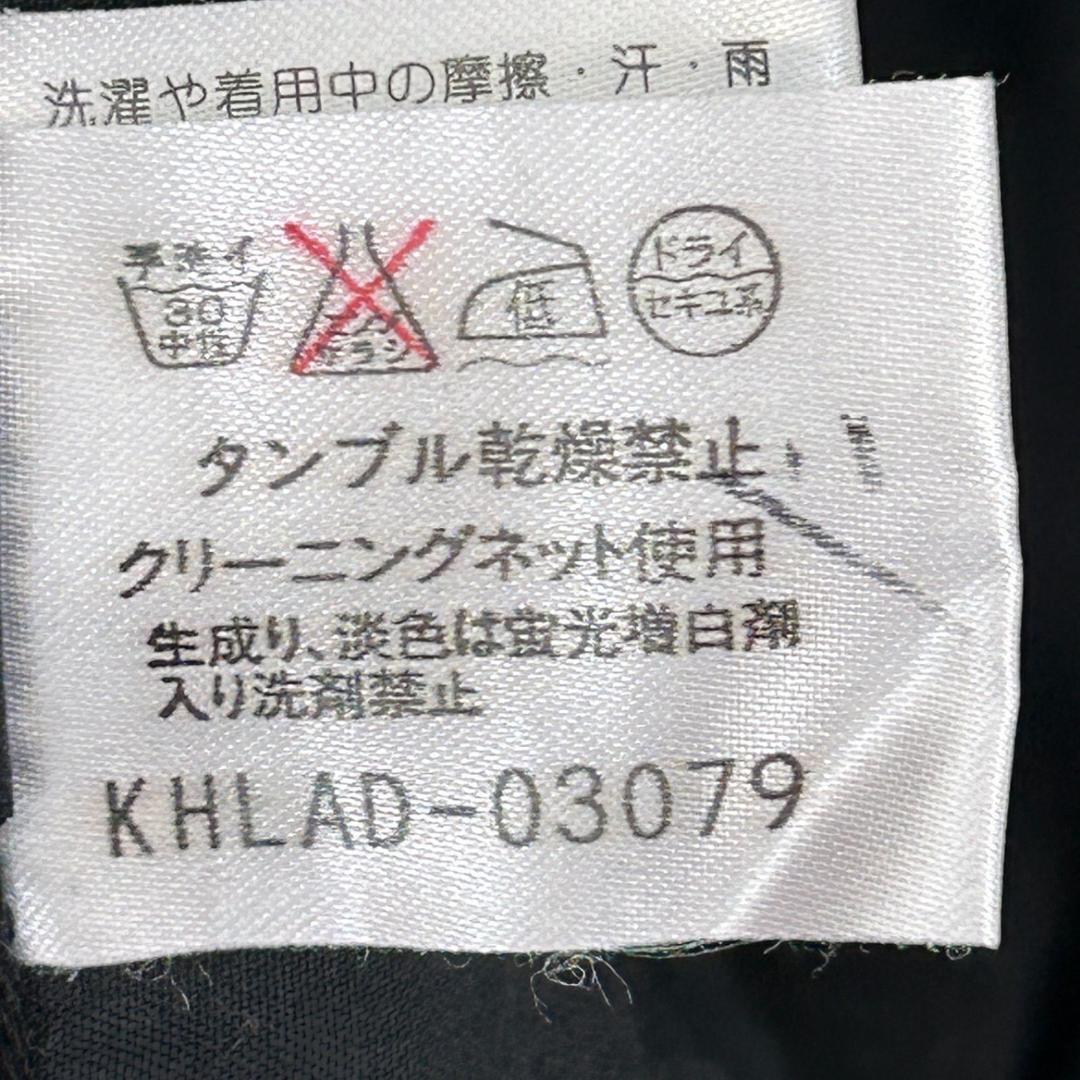 洗濯や着用中の摩擦・汗・雨
手洗イ
30
中性
エンソ
サラシ
低
ドライ
セキユ系
タンブル乾燥禁止
クリーニングネット使用
生成り、淡色は蛍光増白剤
入り洗剤禁止
KHLAD-03079